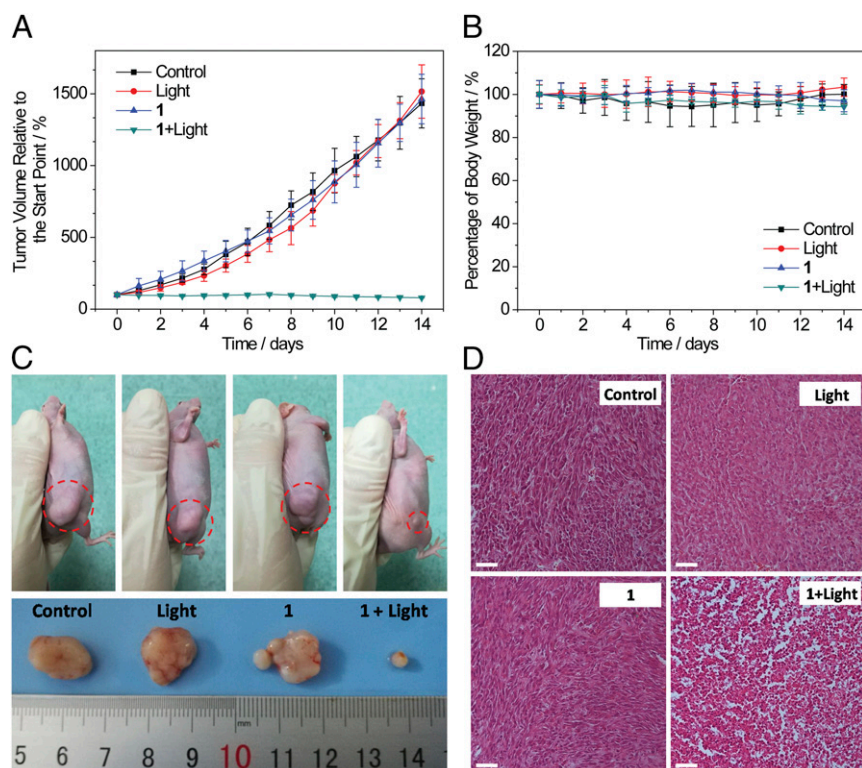 A
Tumor Volume Relative to
the Start Point / %
1500
1000
500
0
Control
Light
1
1+Light
0 2 4 6 8 10 12 14
Time / days
B
Percentage of Body Weight / %
120
100
80
60
40
20
0
Control
Light
1
1+Light
0 2 4 6 8 10 12 14
Time / days
C
Control Light 1 1 + Light
mm
5 6 7 8 9 10 11 12 13 14
D
Control
Light
1
1+Light